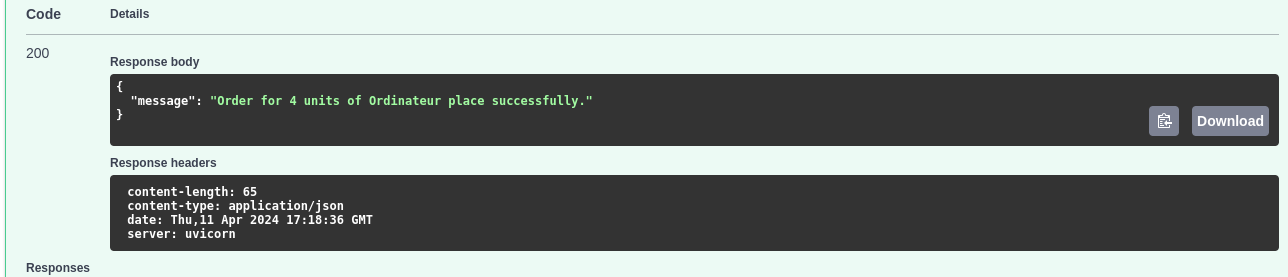 Code Details
200
Response body
{
"message": "Order for 4 units of Ordinateur place successfully."
}
Download
Response headers
content-length: 65
content-type: application/json
date: Thu,11 Apr 2024 17:18:36 GMT
server: uvicorn
Responses